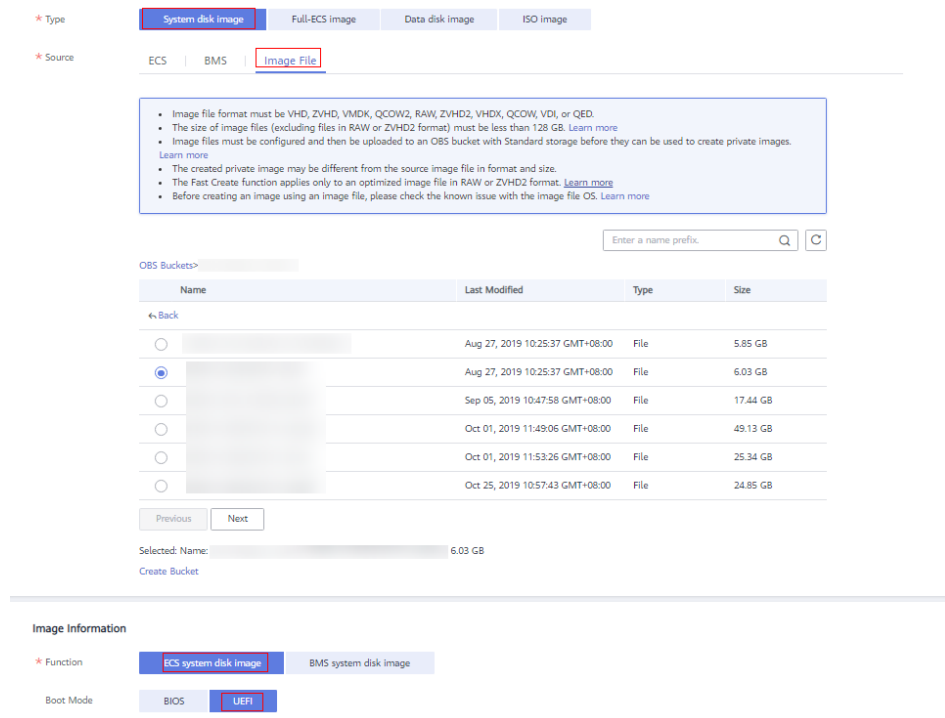 * Type System disk image Full-ECS image Data disk image ISO image
* Source ECS BMS Image File
• Image file format must be VHD, ZVHD, VMDK, QCOW2, RAW, ZVHD2, VHDX, QCOW, VDI, or QED.
• The size of image files (excluding files in RAW or ZVHD2 format) must be less than 128 GB. Learn more
• Image files must be configured and then be uploaded to an OBS bucket with Standard storage before they can be used to create private images.
Learn more
• The created private image may be different from the source image file in format and size.
• The Fast Create function applies only to an optimized image file in RAW or ZVHD2 format. Learn more
• Before creating an image using an image file, please check the known issue with the image file OS. Learn more
Enter a name prefix.
OBS Buckets>
Name Last Modified Type Size
Back
Aug 27, 2019 10:25:37 GMT+08:00 File 5.85 GB
Aug 27, 2019 10:25:37 GMT+08:00 File 6.03 GB
Sep 05, 2019 10:47:58 GMT+08:00 File 17.44 GB
Oct 01, 2019 11:49:06 GMT+08:00 File 49.13 GB
Oct 01, 2019 11:53:26 GMT+08:00 File 25.34 GB
Oct 25, 2019 10:57:43 GMT+08:00 File 24.85 GB
Previous Next
Selected: Name: 6.03 GB
Create Bucket
Image Information
* Function ECS system disk image BMS system disk image
Boot Mode BIOS UEFI